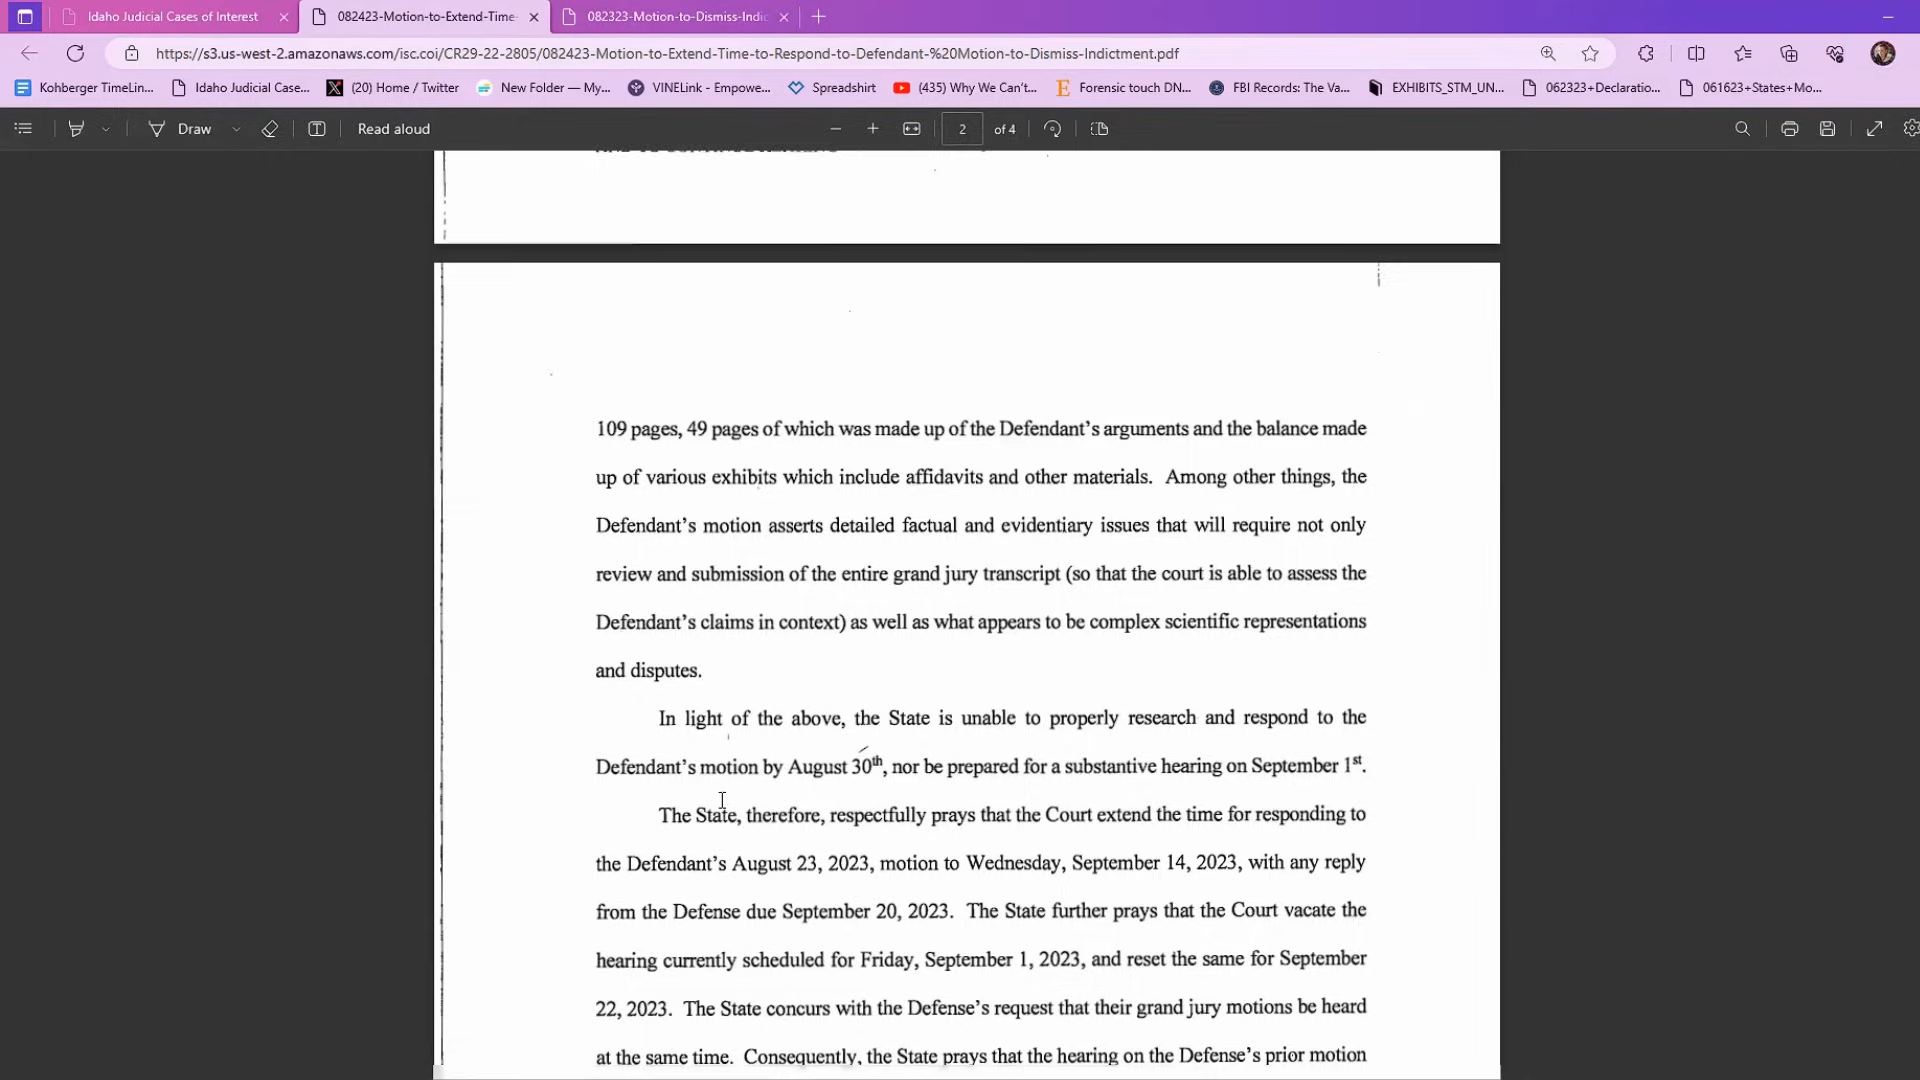 Idaho Judicial Cases of Interest
082423-Motion-to-Extend-Time-
082323-Motion-to-Dismiss-Indic
https://s3.us-west-2.amazonaws.com/isc.coi/CR29-22-2805/082423-Motion-to-Extend-Time-to-Respond-to-Defendant-%20Motion-to-Dismiss-Indictment.pdf
Kohberger TimeLin... Idaho Judicial Case... (20) Home / Twitter New Folder — My... VINELink - Empowe... Spreadshirt (435) Why We Can't... Forensic touch DN... FBI Records: The Va... EXHIBITS_STM_UN... 062323+Declaratio... 061623+States+Mo...
Draw Read aloud 2 of 4
109 pages, 49 pages of which was made up of the Defendant's arguments and the balance made
up of various exhibits which include affidavits and other materials. Among other things, the
Defendant's motion asserts detailed factual and evidentiary issues that will require not only
review and submission of the entire grand jury transcript (so that the court is able to assess the
Defendant's claims in context) as well as what appears to be complex scientific representations
and disputes.
In light of the above, the State is unable to properly research and respond to the
Defendant's motion by August 30th, nor be prepared for a substantive hearing on September 1st.
The State, therefore, respectfully prays that the Court extend the time for responding to
the Defendant's August 23, 2023, motion to Wednesday, September 14, 2023, with any reply
from the Defense due September 20, 2023. The State further prays that the Court vacate the
hearing currently scheduled for Friday, September 1, 2023, and reset the same for September
22, 2023. The State concurs with the Defense's request that their grand jury motions be heard
at the same time. Consequently, the State prays that the hearing on the Defense's prior motion